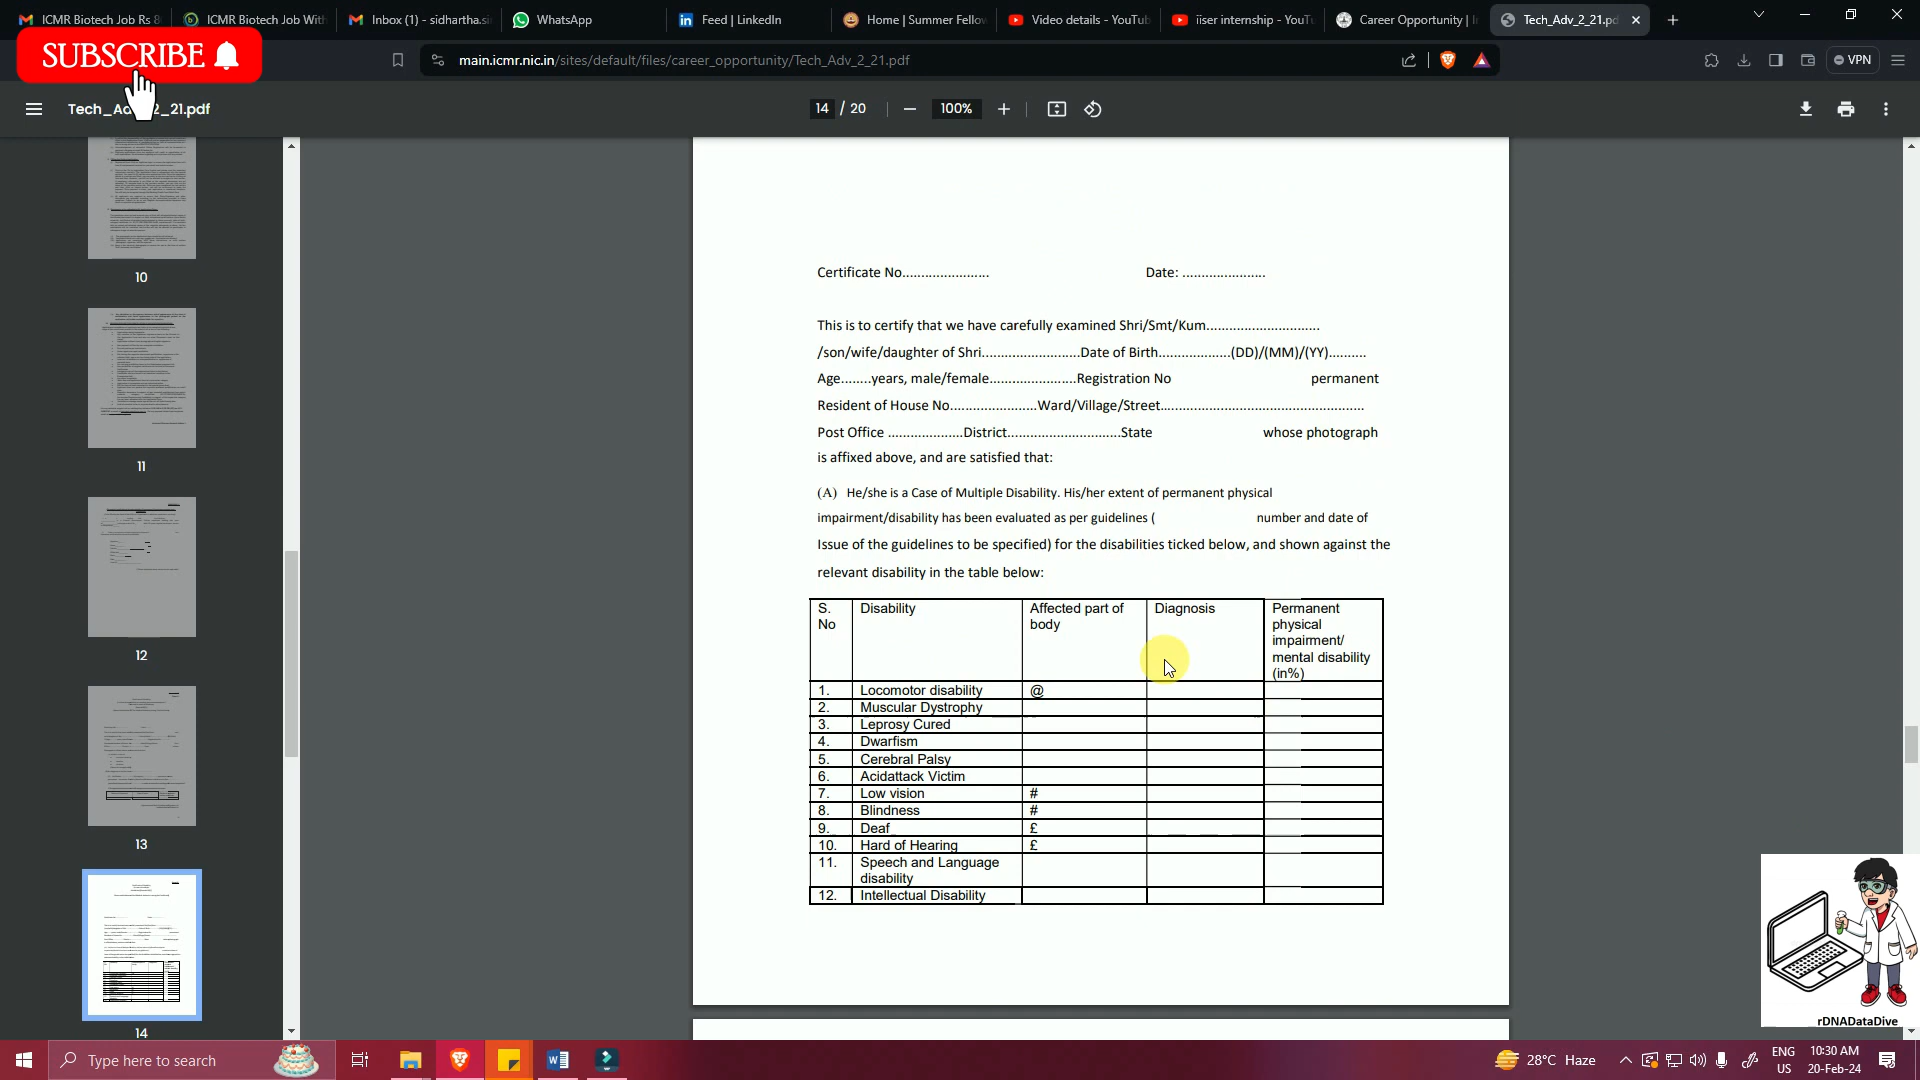 ICMR Biotech Job Rs 8
ICMR Biotech Job With
Inbox (1) - sidhartha.si
WhatsApp
Feed | LinkedIn
Home | Summer Fellow
Video details - YouTub
iiser internship - YouTu
Career Opportunity | In
Tech_Adv_2_21.pd
SUBSCRIBE
main.icmr.nic.in/sites/default/files/career_opportunity/Tech_Adv_2_21.pdf
VPN
Tech_Ad 2_21.pdf
14 / 20
100%
10
11
12
13
14
Certificate No....................... Date: ......................
This is to certify that we have carefully examined Shri/Smt/Kum..............................
/son/wife/daughter of Shri..........................Date of Birth...................(DD)/(MM)/(YY)..........
Age........years, male/female.......................Registration No permanent
Resident of House No.......................Ward/Village/Street.....................................................
Post Office ....................District..............................State whose photograph
is affixed above, and are satisfied that:
(A) He/she is a Case of Multiple Disability. His/her extent of permanent physical
impairment/disability has been evaluated as per guidelines ( number and date of
Issue of the guidelines to be specified) for the disabilities ticked below, and shown against the
relevant disability in the table below:
S. No Disability Affected part of body Diagnosis Permanent physical impairment/ mental disability (in%)
1. Locomotor disability @
2. Muscular Dystrophy
3. Leprosy Cured
4. Dwarfism
5. Cerebral Palsy
6. Acidattack Victim
7. Low vision #
8. Blindness #
9. Deaf £
10. Hard of Hearing £
11. Speech and Language disability
12. Intellectual Disability
rDNADataDive
Type here to search
28°C Haze
ENG
US
10:30 AM
20-Feb-24